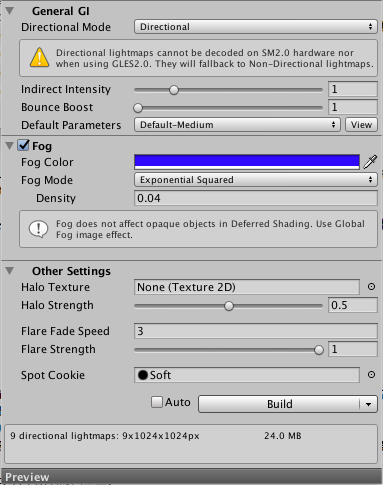 General GI
Directional Mode Directional
Directional lightmaps cannot be decoded on SM2.0 hardware nor
when using GLES2.0. They will fallback to Non-Directional lightmaps.
Indirect Intensity 1
Bounce Boost 1
Default Parameters Default-Medium View
Fog
Fog Color
Fog Mode Exponential Squared
Density 0.04
Fog does not affect opaque objects in Deferred Shading. Use Global
Fog image effect.
Other Settings
Halo Texture None (Texture 2D)
Halo Strength 0.5
Flare Fade Speed 3
Flare Strength 1
Spot Cookie Soft
Auto Build
9 directional lightmaps: 9x1024x1024px 24.0 MB
Preview